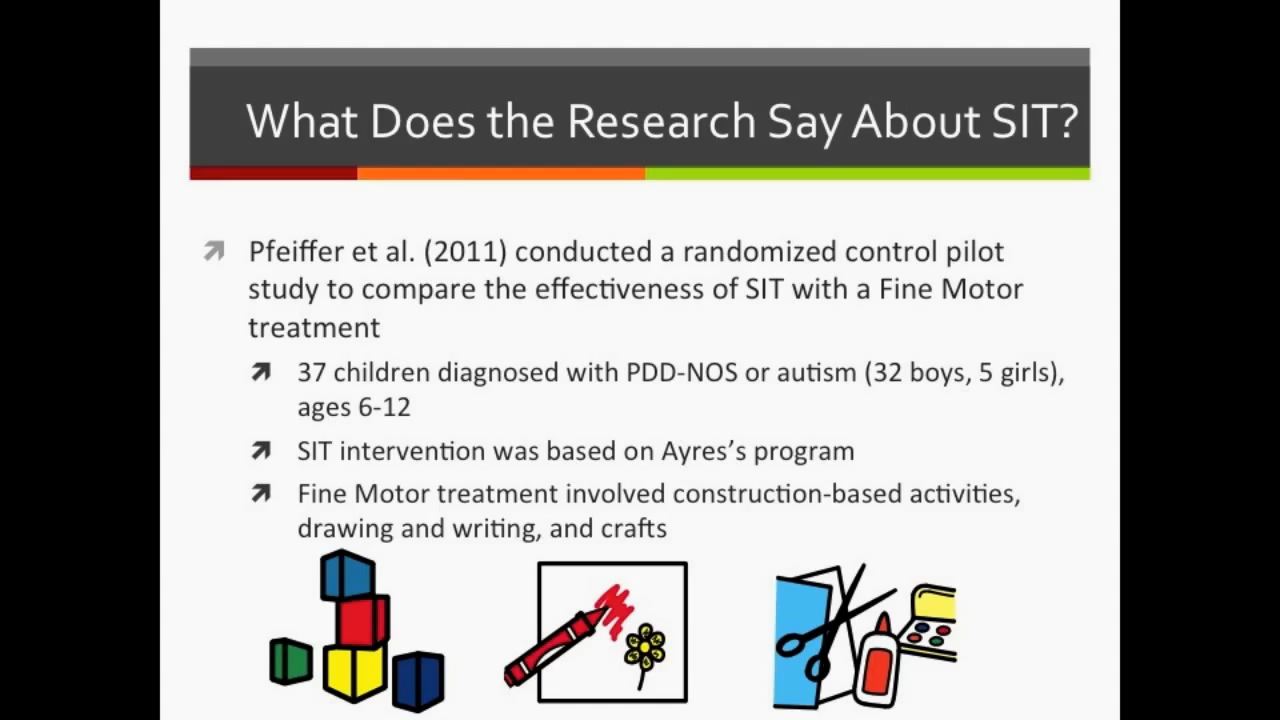 What Does the Research Say About SIT?
Pfeiffer et al. (2011) conducted a randomized control pilot
study to compare the effectiveness of SIT with a Fine Motor
treatment
37 children diagnosed with PDD-NOS or autism (32 boys, 5 girls),
ages 6-12
SIT intervention was based on Ayres’s program
Fine Motor treatment involved construction-based activities,
drawing and writing, and crafts